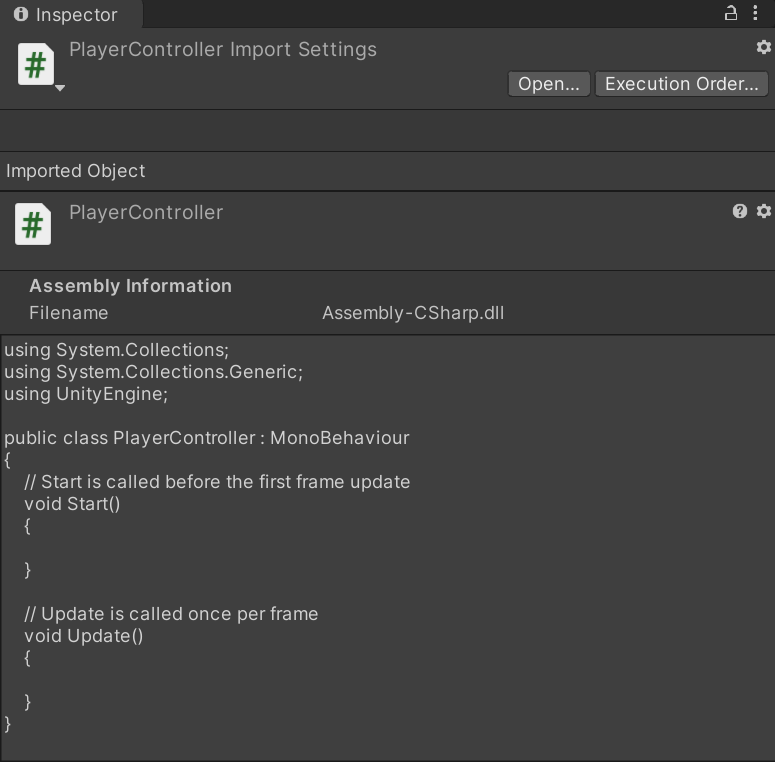 Inspector
PlayerController Import Settings
Open...
Execution Order...
Imported Object
PlayerController
Assembly Information
Filename Assembly-CSharp.dll
using System.Collections;
using System.Collections.Generic;
using UnityEngine;

public class PlayerController : MonoBehaviour
{
    // Start is called before the first frame update
    void Start()
    {

    }

    // Update is called once per frame
    void Update()
    {

    }
}